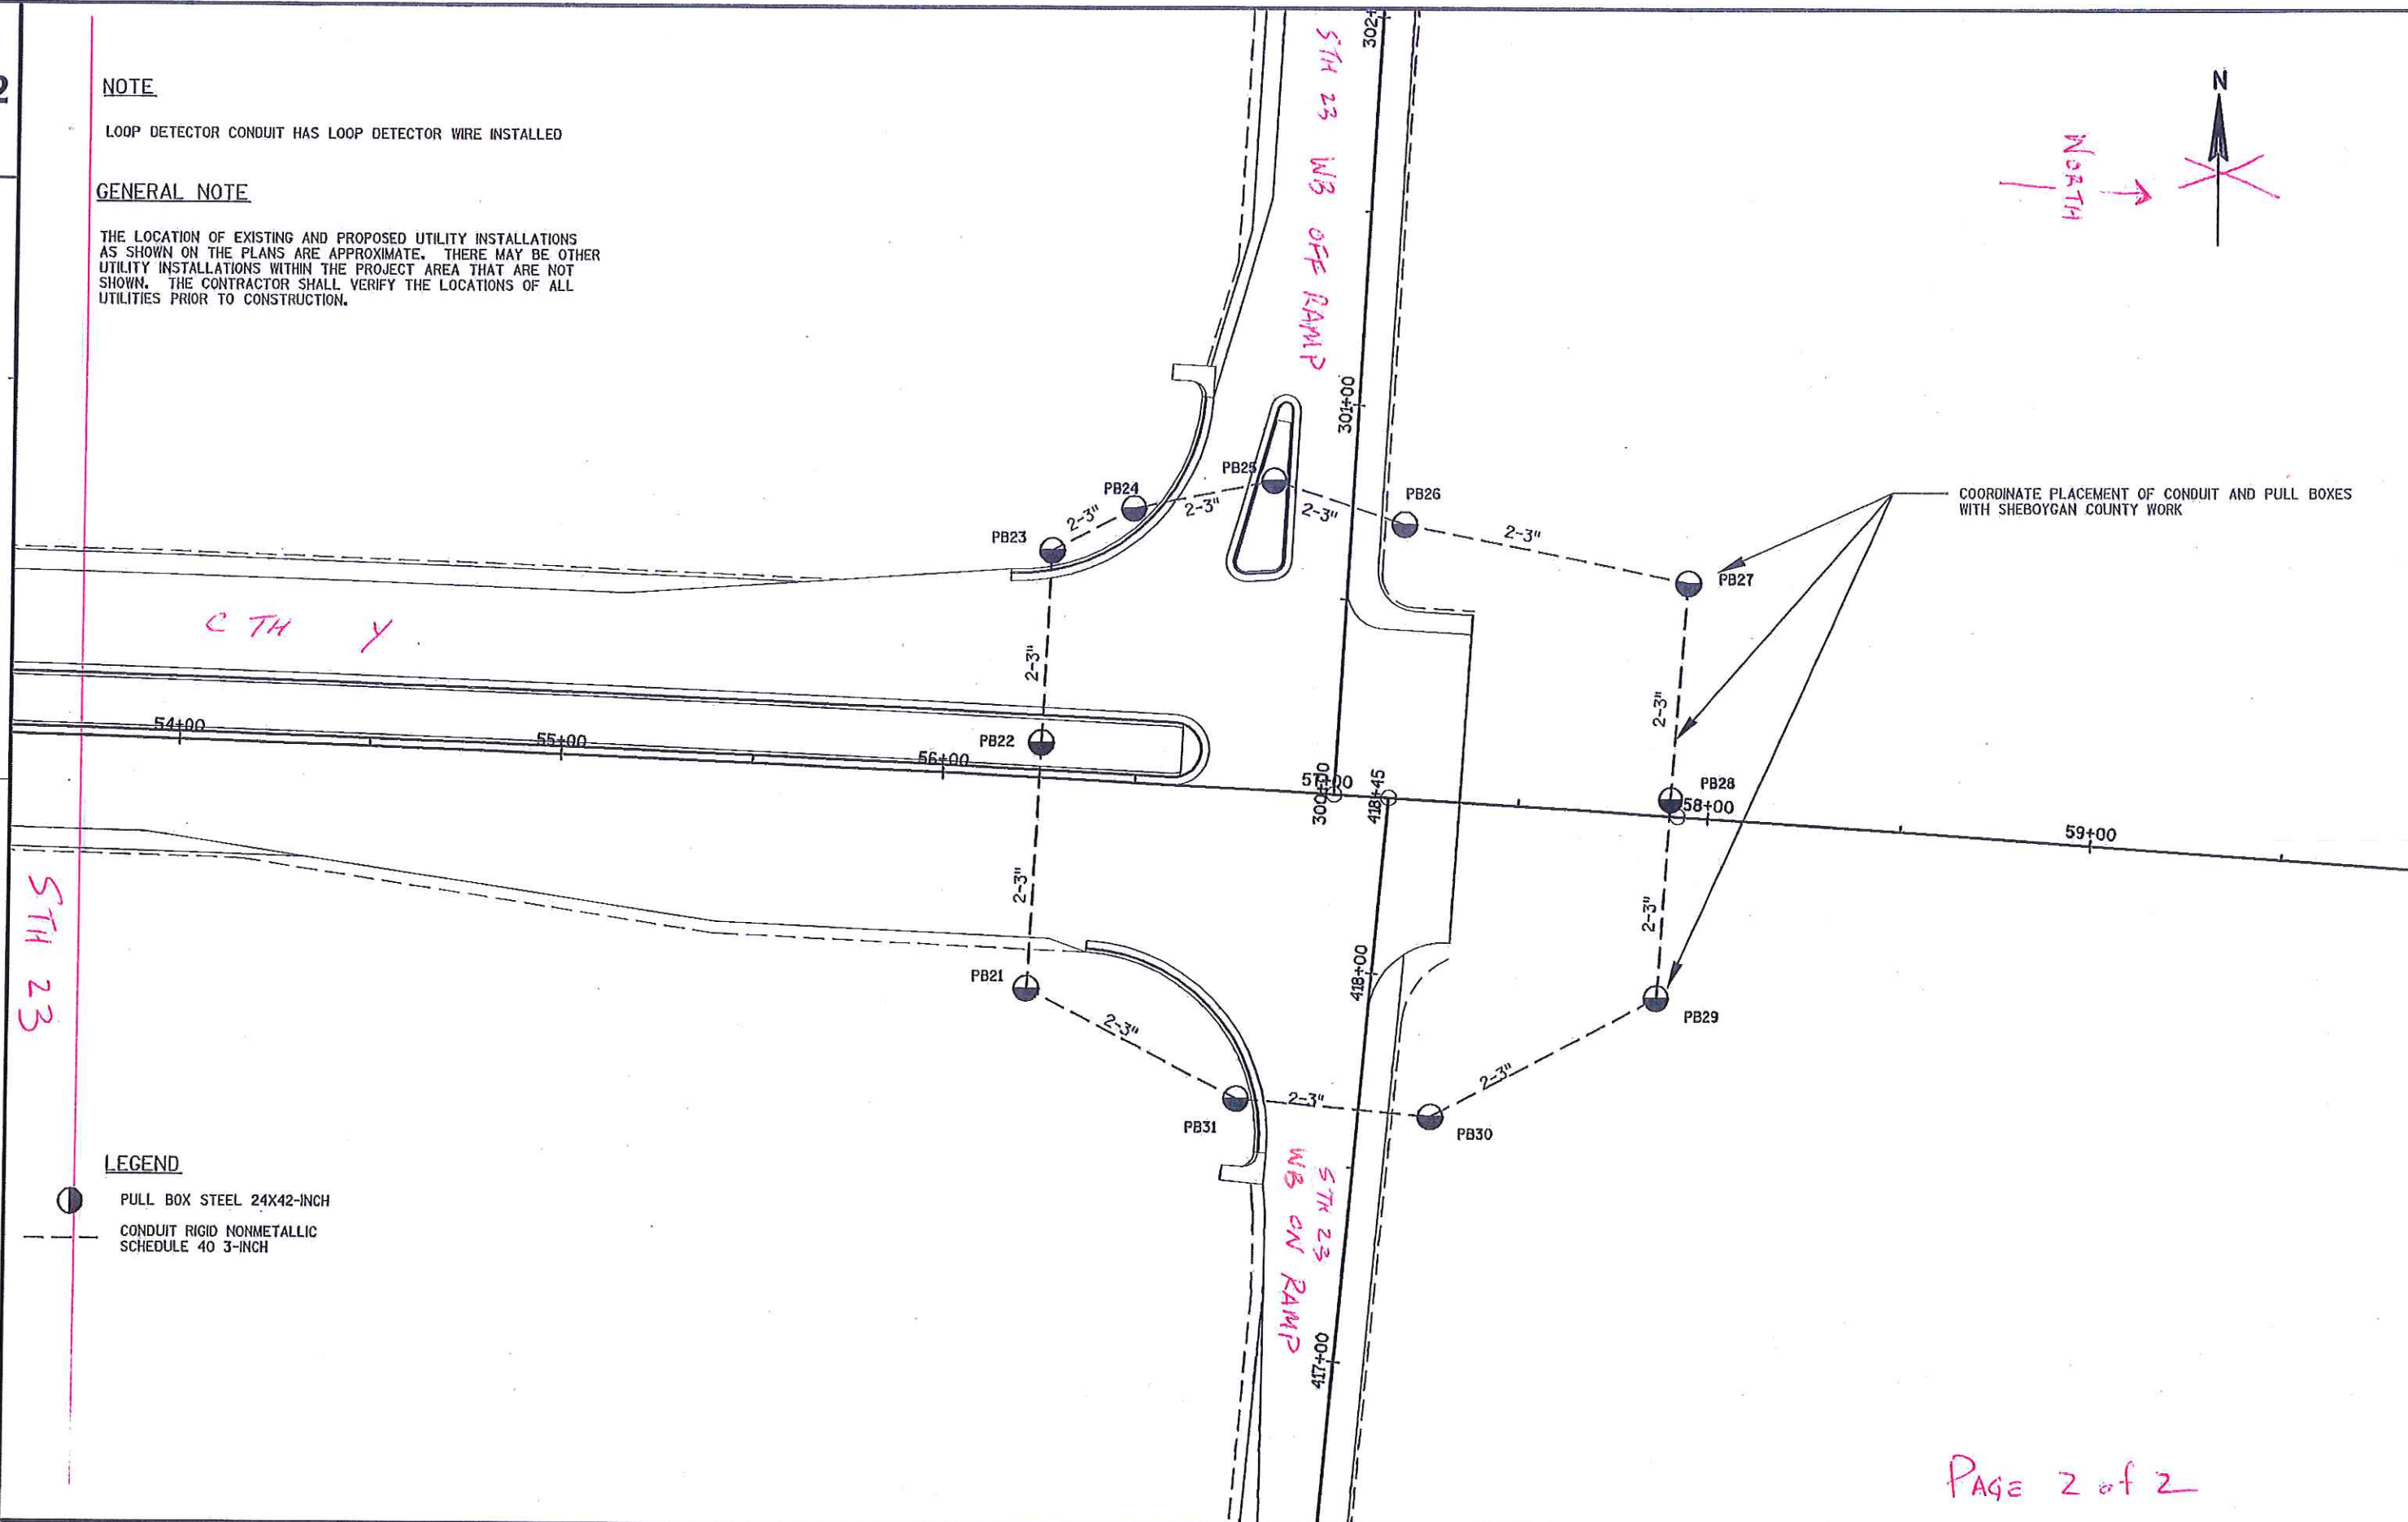 2
NOTE
LOOP DETECTOR CONDUIT HAS LOOP DETECTOR WIRE INSTALLED
GENERAL NOTE
THE LOCATION OF EXISTING AND PROPOSED UTILITY INSTALLATIONS
AS SHOWN ON THE PLANS ARE APPROXIMATE. THERE MAY BE OTHER
UTILITY INSTALLATIONS WITHIN THE PROJECT AREA THAT ARE NOT
SHOWN. THE CONTRACTOR SHALL VERIFY THE LOCATIONS OF ALL
UTILITIES PRIOR TO CONSTRUCTION.
STH 23 WB OFF RAMP
302+
N
NORTH
301+00
PB25
PB24
2-3"
2-3"
2-3"
PB26
PB23
2-3"
COORDINATE PLACEMENT OF CONDUIT AND PULL BOXES
WITH SHEBOYGAN COUNTY WORK
PB27
CTH Y
2-3"
2-3"
54+00
55+00
56+00
PB22
57+00
300+00
418+45
PB28
58+00
59+00
STH 23
2-3"
2-3"
PB21
418+00
PB29
2-3"
2-3"
2-3"
PB31
PB30
STH 23
WB ON RAMP
417+00
LEGEND
PULL BOX STEEL 24X42-INCH
CONDUIT RIGID NONMETALLIC
SCHEDULE 40 3-INCH
PAGE 2 of 2